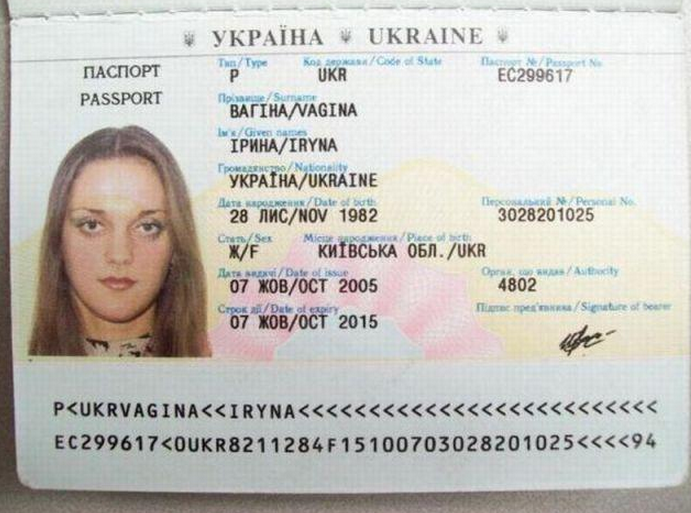 УКРАЇНА UKRAINE
ПАСПОРТ
PASSPORT
Тип/Type Код держави/Code of State Паспорт №/Passport No
P UKR EC299617
Прізвище/Surname
ВАГІНА/VAGINA
Ім'я/Given names
ІРИНА/IRYNA
Громадянство/Nationality
УКРАЇНА/UKRAINE
Дата народження/Date of birth Персональний №/Personal No.
28 ЛИС/NOV 1982 3028201025
Стать/Sex Місце народження/Place of birth
Ж/F КИЇВСЬКА ОБЛ./UKR
Дата видачі/Date of issue Орган, що видав/Authority
07 ЖОВ/OCT 2005 4802
Строк дії/Date of expiry Підпис пред'явника/Signature of bearer
07 ЖОВ/OCT 2015
P<UKRVAGINA<<IRYNA<<<<<<<<<<<<<<<<<<<<<<<<<<
EC299617<0UKR8211284F15100703028201025<<<<94